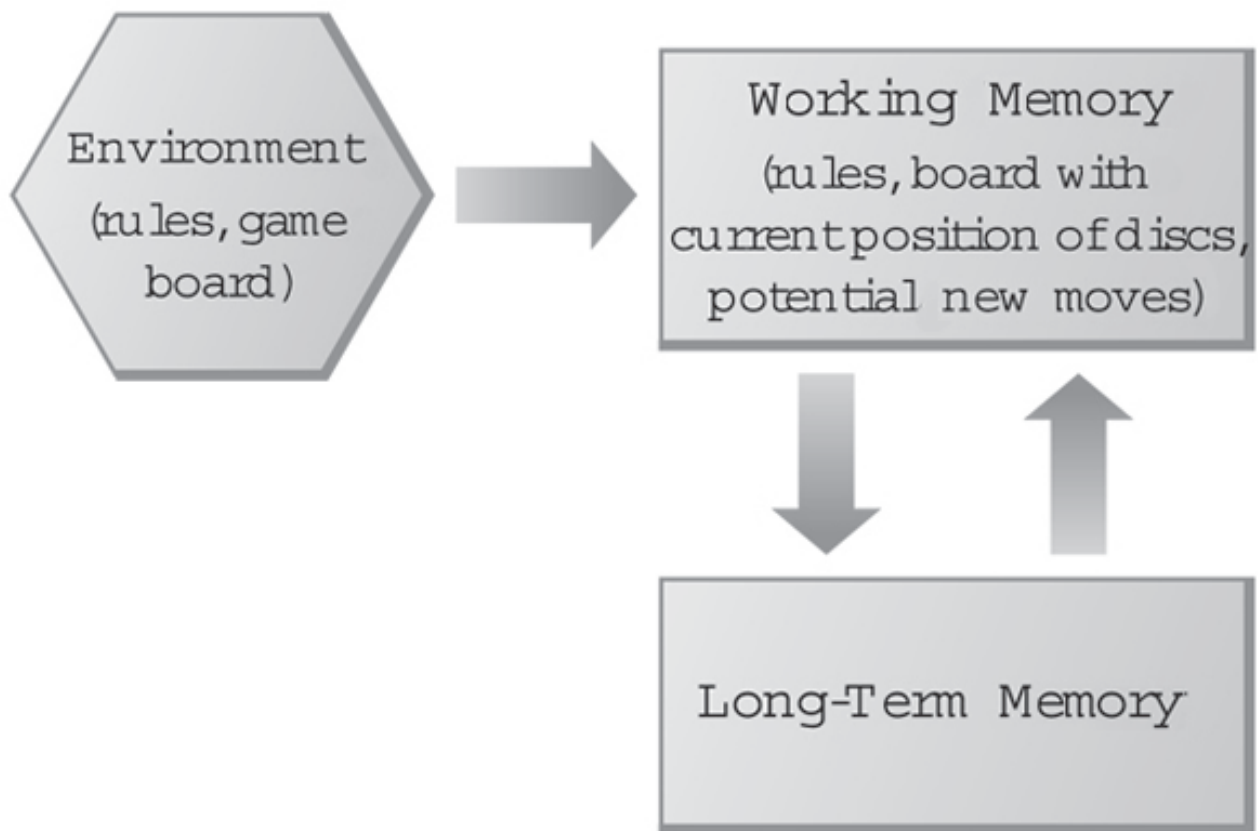 Environment
(rules, game
board)
Working Memory
(rules, board with
current position of discs,
potential new moves)
Long-Term Memory